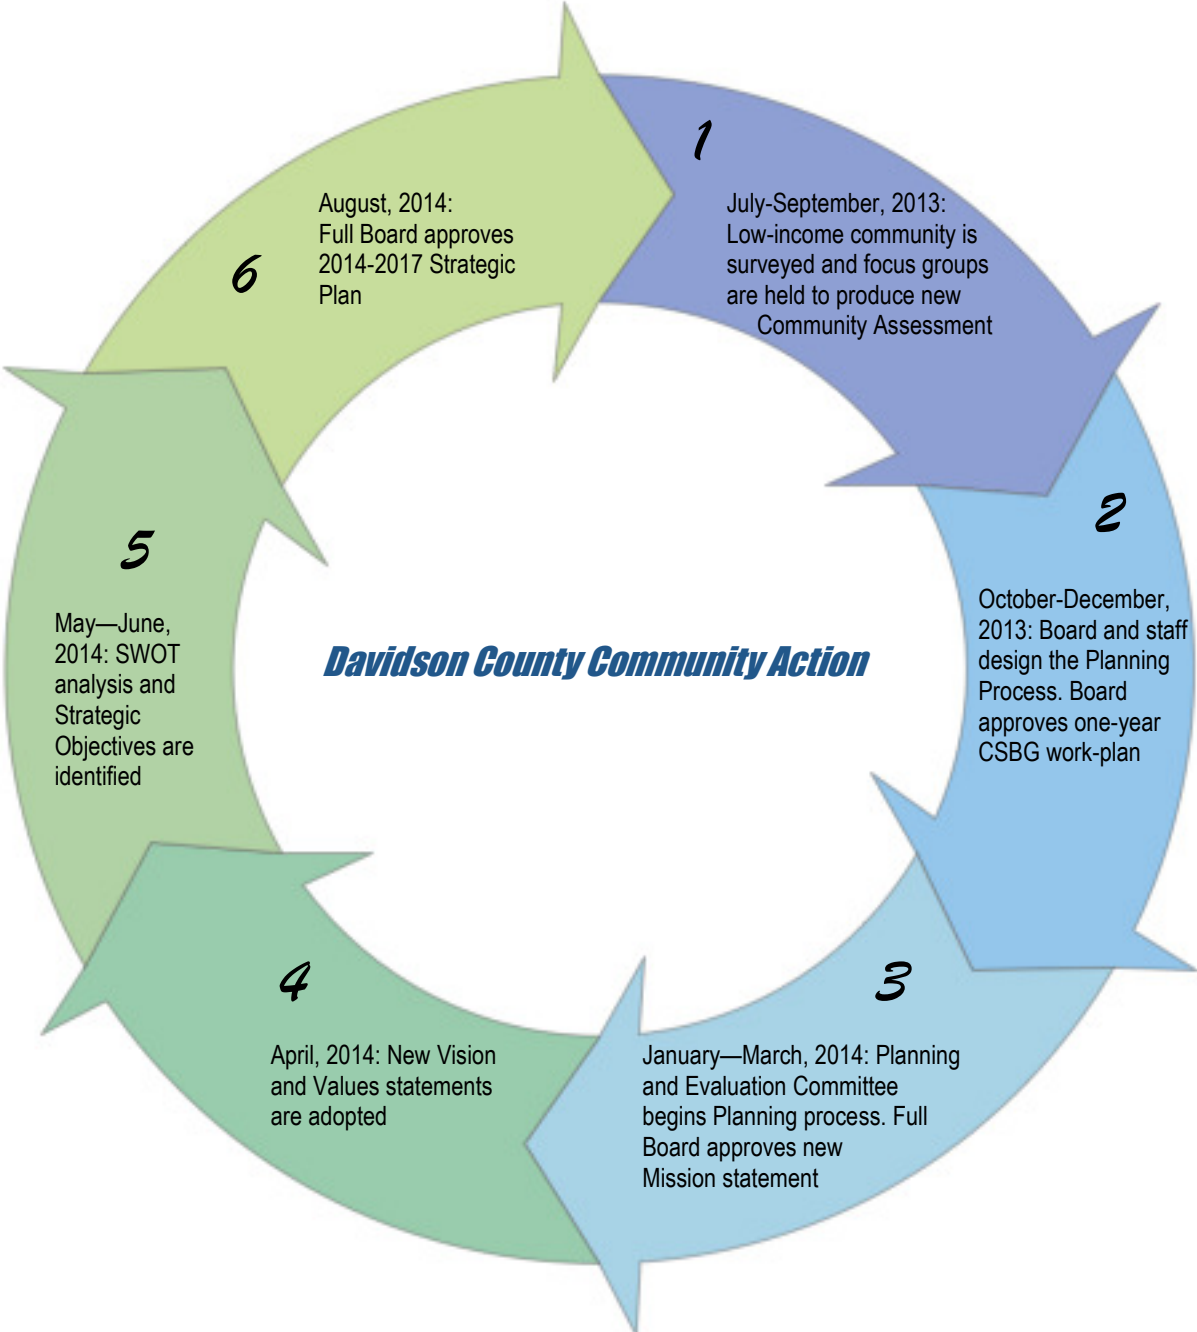 1
July-September, 2013:
Low-income community is
surveyed and focus groups
are held to produce new
Community Assessment
2
October-December,
2013: Board and staff
design the Planning
Process. Board
approves one-year
CSBG work-plan
3
January—March, 2014: Planning
and Evaluation Committee
begins Planning process. Full
Board approves new
Mission statement
4
April, 2014: New Vision
and Values statements
are adopted
5
May—June,
2014: SWOT
analysis and
Strategic
Objectives are
identified
6
August, 2014:
Full Board approves
2014-2017 Strategic
Plan
Davidson County Community Action